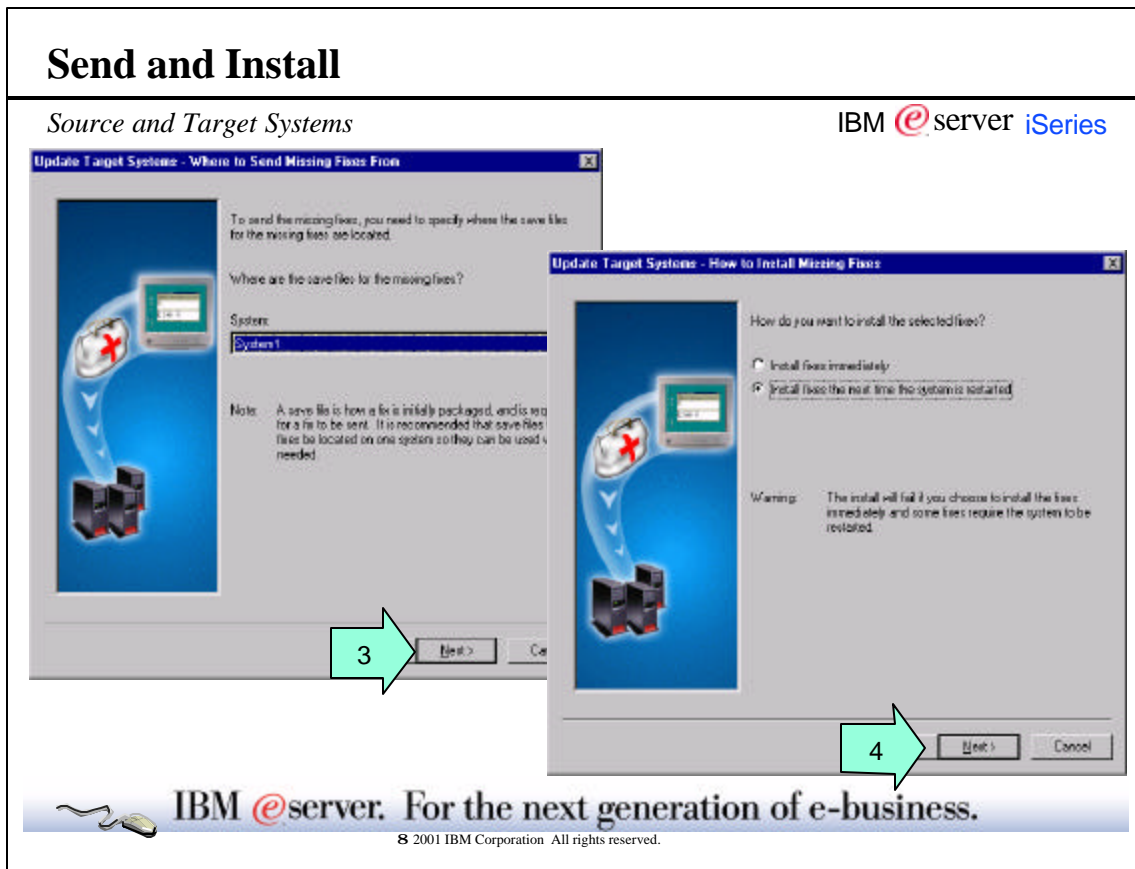 Send and Install
Source and Target Systems
IBM @server iSeries
Update Target Systems - Where to Send Missing Fixes From
To send the missing fixes, you need to specify where the save files
for the missing fixes are located.
Where are the save files for the missing fixes?
System:
System1
Note: A save file is how a fix is initially packaged, and is req
for a fix to be sent. It is recommended that save files
fixes be located on one system so they can be used
needed.
3
Next >
Ca
Update Target Systems - How to Install Missing Fixes
How do you want to install the selected fixes?
Install fixes immediately
Install fixes the next time the system is restarted
Warning: The install will fail if you choose to install the fixes
immediately and some fixes require the system to be
restarted.
4
Next >
Cancel
IBM @server. For the next generation of e-business.
8 2001 IBM Corporation All rights reserved.